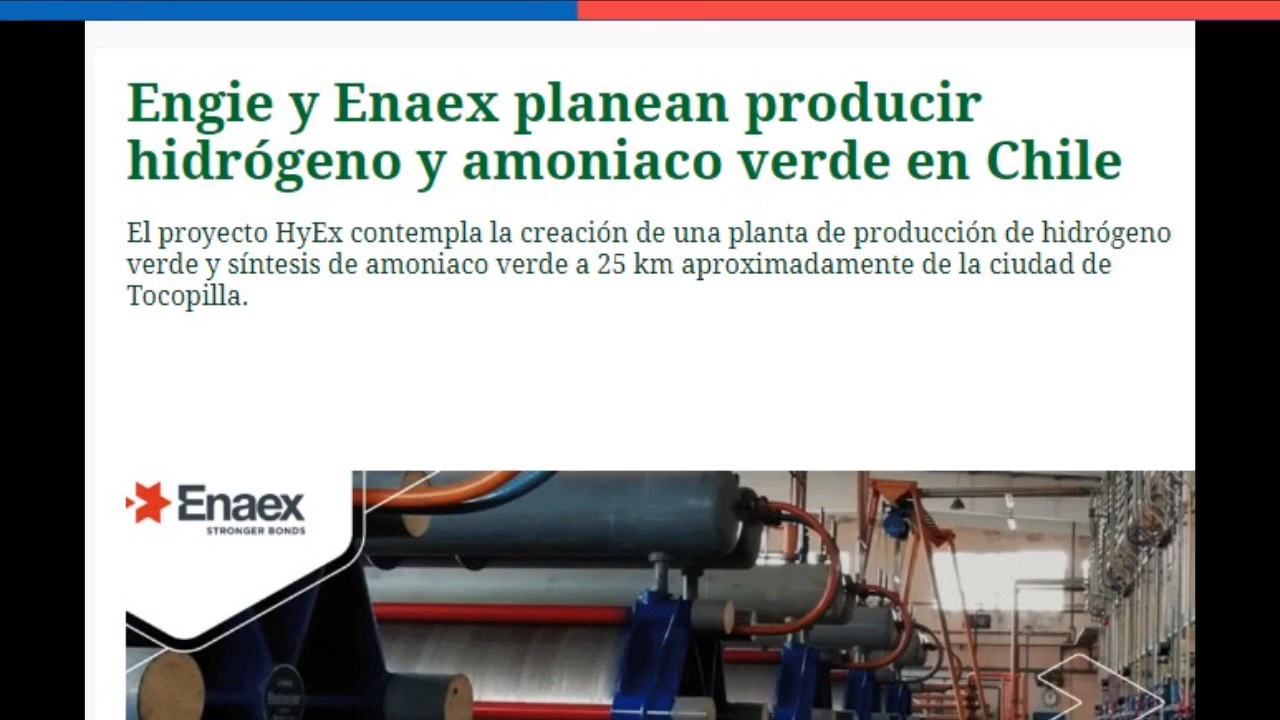 Engie y Enaex planean producir
hidrógeno y amoniaco verde en Chile
El proyecto HyEx contempla la creación de una planta de producción de hidrógeno
verde y síntesis de amoniaco verde a 25 km aproximadamente de la ciudad de
Tocopilla.
Enaex
STRONGER BONDS